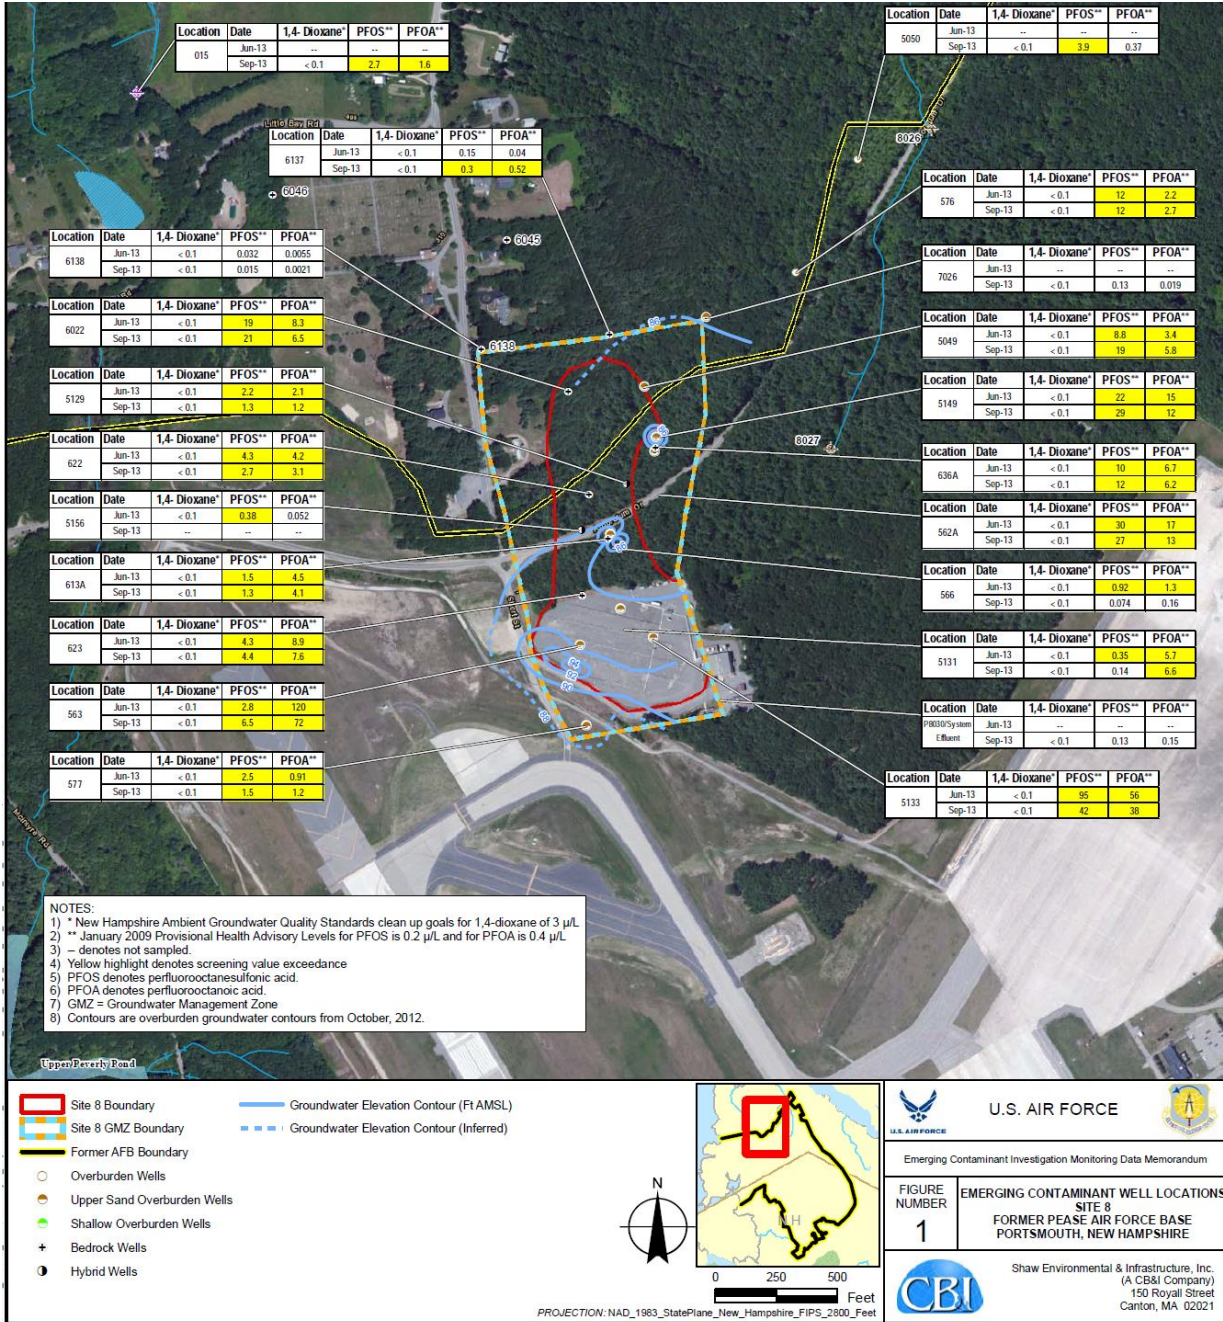 Location Date 1,4- Dioxane* PFOS** PFOA**
015 Jun-13 -- -- --
Sep-13 < 0.1 2.7 1.6
Location Date 1,4- Dioxane* PFOS** PFOA**
5050 Jun-13 -- -- --
Sep-13 < 0.1 3.9 0.37
Little Bay Rd
Location Date 1,4- Dioxane* PFOS** PFOA**
6137 Jun-13 < 0.1 0.15 0.04
Sep-13 < 0.1 0.3 0.52
8026
6046
6045
Location Date 1,4- Dioxane* PFOS** PFOA**
576 Jun-13 < 0.1 12 2.2
Sep-13 < 0.1 12 2.7
Location Date 1,4- Dioxane* PFOS** PFOA**
6138 Jun-13 < 0.1 0.032 0.0055
Sep-13 < 0.1 0.015 0.0021
Location Date 1,4- Dioxane* PFOS** PFOA**
7026 Jun-13 -- -- --
Sep-13 < 0.1 0.13 0.019
Location Date 1,4- Dioxane* PFOS** PFOA**
6022 Jun-13 < 0.1 19 8.3
Sep-13 < 0.1 21 6.5
6138
Location Date 1,4- Dioxane* PFOS** PFOA**
5049 Jun-13 < 0.1 8.8 3.4
Sep-13 < 0.1 19 5.8
Location Date 1,4- Dioxane* PFOS** PFOA**
5129 Jun-13 < 0.1 2.2 2.1
Sep-13 < 0.1 1.3 1.2
Location Date 1,4- Dioxane* PFOS** PFOA**
5149 Jun-13 < 0.1 22 15
Sep-13 < 0.1 29 12
8027
Location Date 1,4- Dioxane* PFOS** PFOA**
622 Jun-13 < 0.1 4.3 4.2
Sep-13 < 0.1 2.7 3.1
Location Date 1,4- Dioxane* PFOS** PFOA**
636A Jun-13 < 0.1 10 6.7
Sep-13 < 0.1 12 6.2
Location Date 1,4- Dioxane* PFOS** PFOA**
5156 Jun-13 < 0.1 0.38 0.052
Sep-13 -- -- --
Location Date 1,4- Dioxane* PFOS** PFOA**
562A Jun-13 < 0.1 30 17
Sep-13 < 0.1 27 13
Location Date 1,4- Dioxane* PFOS** PFOA**
613A Jun-13 < 0.1 1.5 4.5
Sep-13 < 0.1 1.3 4.1
Location Date 1,4- Dioxane* PFOS** PFOA**
566 Jun-13 < 0.1 0.92 1.3
Sep-13 < 0.1 0.074 0.16
Short St
Location Date 1,4- Dioxane* PFOS** PFOA**
623 Jun-13 < 0.1 4.3 8.9
Sep-13 < 0.1 4.4 7.6
Location Date 1,4- Dioxane* PFOS** PFOA**
5131 Jun-13 < 0.1 0.35 5.7
Sep-13 < 0.1 0.14 6.6
Location Date 1,4- Dioxane* PFOS** PFOA**
563 Jun-13 < 0.1 2.8 120
Sep-13 < 0.1 6.5 72
Location Date 1,4- Dioxane* PFOS** PFOA**
P8030/System Jun-13 -- -- --
Effluent Sep-13 < 0.1 0.13 0.15
Location Date 1,4- Dioxane* PFOS** PFOA**
577 Jun-13 < 0.1 2.5 0.91
Sep-13 < 0.1 1.5 1.2
Location Date 1,4- Dioxane* PFOS** PFOA**
5133 Jun-13 < 0.1 95 56
Sep-13 < 0.1 42 38
McIntyre Rd
NOTES:
1) * New Hampshire Ambient Groundwater Quality Standards clean up goals for 1,4-dioxane of 3 µ/L
2) ** January 2009 Provisional Health Advisory Levels for PFOS is 0.2 µ/L and for PFOA is 0.4 µ/L
3) – denotes not sampled.
4) Yellow highlight denotes screening value exceedance
5) PFOS denotes perfluorooctanesulfonic acid.
6) PFOA denotes perfluorooctanoic acid.
7) GMZ = Groundwater Management Zone
8) Contours are overburden groundwater contours from October, 2012.
Upper Peverly Pond
Site 8 Boundary
Site 8 GMZ Boundary
Former AFB Boundary
Overburden Wells
Upper Sand Overburden Wells
Shallow Overburden Wells
Bedrock Wells
Hybrid Wells
Groundwater Elevation Contour (Ft AMSL)
Groundwater Elevation Contour (Inferred)
N
N H
0 250 500
Feet
PROJECTION: NAD_1983_StatePlane_New_Hampshire_FIPS_2800_Feet
U.S. AIR FORCE
U.S. AIR FORCE
Emerging Contaminant Investigation Monitoring Data Memorandum
FIGURE
NUMBER
1
EMERGING CONTAMINANT WELL LOCATIONS
SITE 8
FORMER PEASE AIR FORCE BASE
PORTSMOUTH, NEW HAMPSHIRE
CB&I
Shaw Environmental & Infrastructure, Inc.
(A CB&I Company)
150 Royall Street
Canton, MA 02021